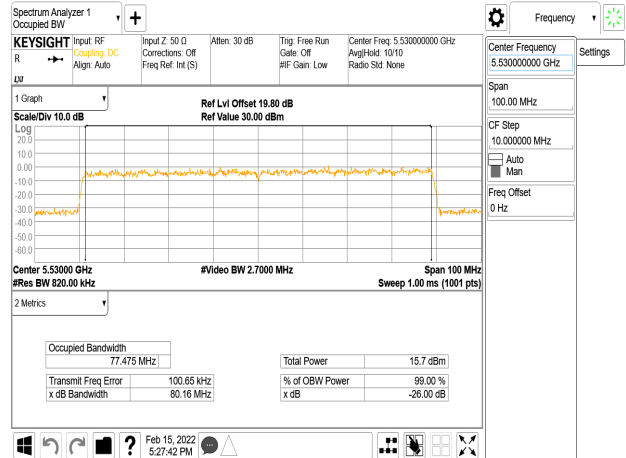 Spectrum Analyzer 1
Occupied BW
Frequency
KEYSIGHT
R
LXI
Input: RF
Coupling: DC
Align: Auto
Input Z: 50 Ω
Corrections: Off
Freq Ref: Int (S)
Atten: 30 dB
Trig: Free Run
Gate: Off
#IF Gain: Low
Center Freq: 5.530000000 GHz
Avg|Hold: 10/10
Radio Std: None
Center Frequency
5.530000000 GHz
Settings
Span
100.00 MHz
CF Step
10.000000 MHz
Auto
Man
Freq Offset
0 Hz
1 Graph
Scale/Div 10.0 dB
Ref Lvl Offset 19.80 dB
Ref Value 30.00 dBm
Log
20.0
10.0
0.00
-10.0
-20.0
-30.0
-40.0
-50.0
-60.0
Center 5.53000 GHz
#Res BW 820.00 kHz
#Video BW 2.7000 MHz
Span 100 MHz
Sweep 1.00 ms (1001 pts)
2 Metrics
Occupied Bandwidth
77.475 MHz
Total Power 15.7 dBm
Transmit Freq Error 100.65 kHz
% of OBW Power 99.00 %
x dB Bandwidth 80.16 MHz
x dB -26.00 dB
?
Feb 15, 2022
5:27:42 PM